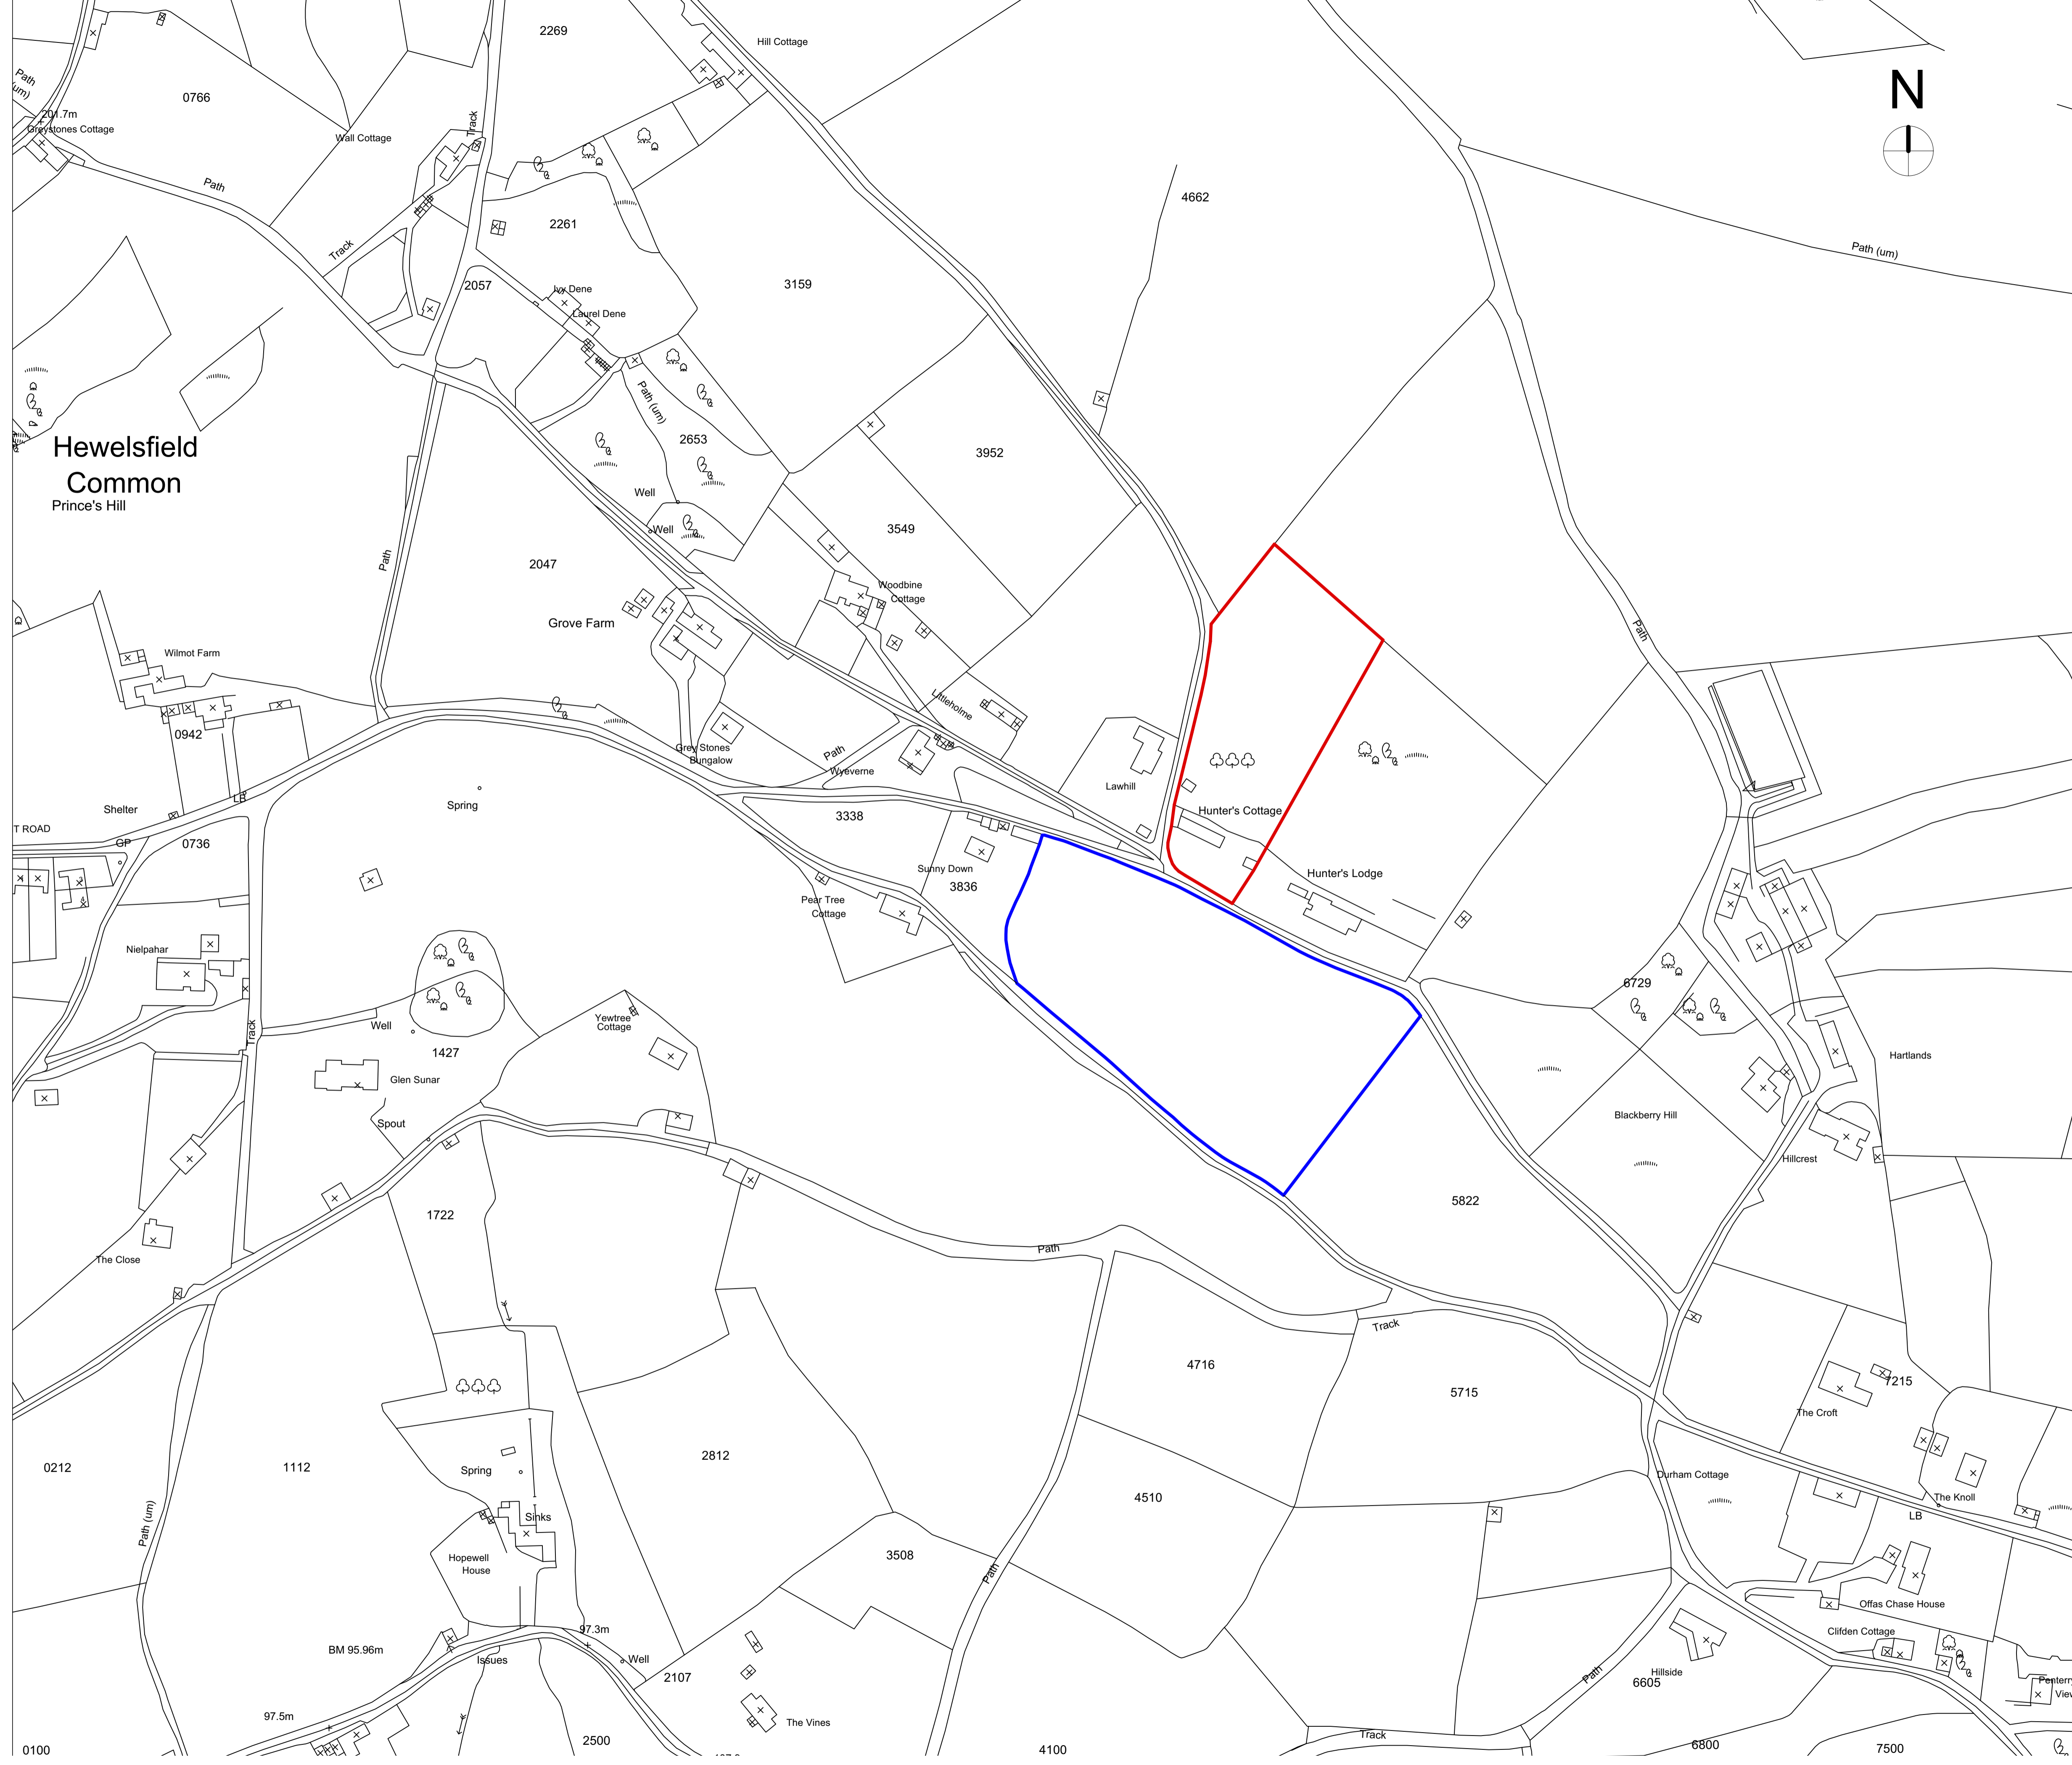 2269
Hill Cottage
N
Path
(um)
0766
201.7m
Greystones Cottage
Track
Wall Cottage
Path
4662
2261
Track
Path (um)
2057
Ivy Dene
3159
Laurel Dene
Path (um)
Hewelsfield
Common
Prince's Hill
2653
3952
Well
Well
3549
Path
2047
Woodbine
Cottage
Grove Farm
Path
Wilmot Farm
Littleholme
0942
Grey Stones
Bungalow
Path
Wyeverne
Lawhill
LB
Shelter
Spring
3338
Hunter's Cottage
T ROAD
GP
0736
Sunny Down
3836
Hunter's Lodge
Pear Tree
Cottage
Nielpahar
6729
Track
Well
Yewtree
Cottage
1427
Glen Sunar
Hartlands
Spout
Blackberry Hill
Hillcrest
1722
5822
The Close
Path
Track
4716
5715
7215
The Croft
0212
1112
2812
Spring
4510
Durham Cottage
The Knoll
LB
Path (um)
Sinks
Hopewell
House
3508
Path
Offas Chase House
Clifden Cottage
BM 95.96m
97.3m
Issues
Well
2107
Hillside
6605
Path
Penterry
View
97.5m
The Vines
Track
0100
2500
4100
6800
7500